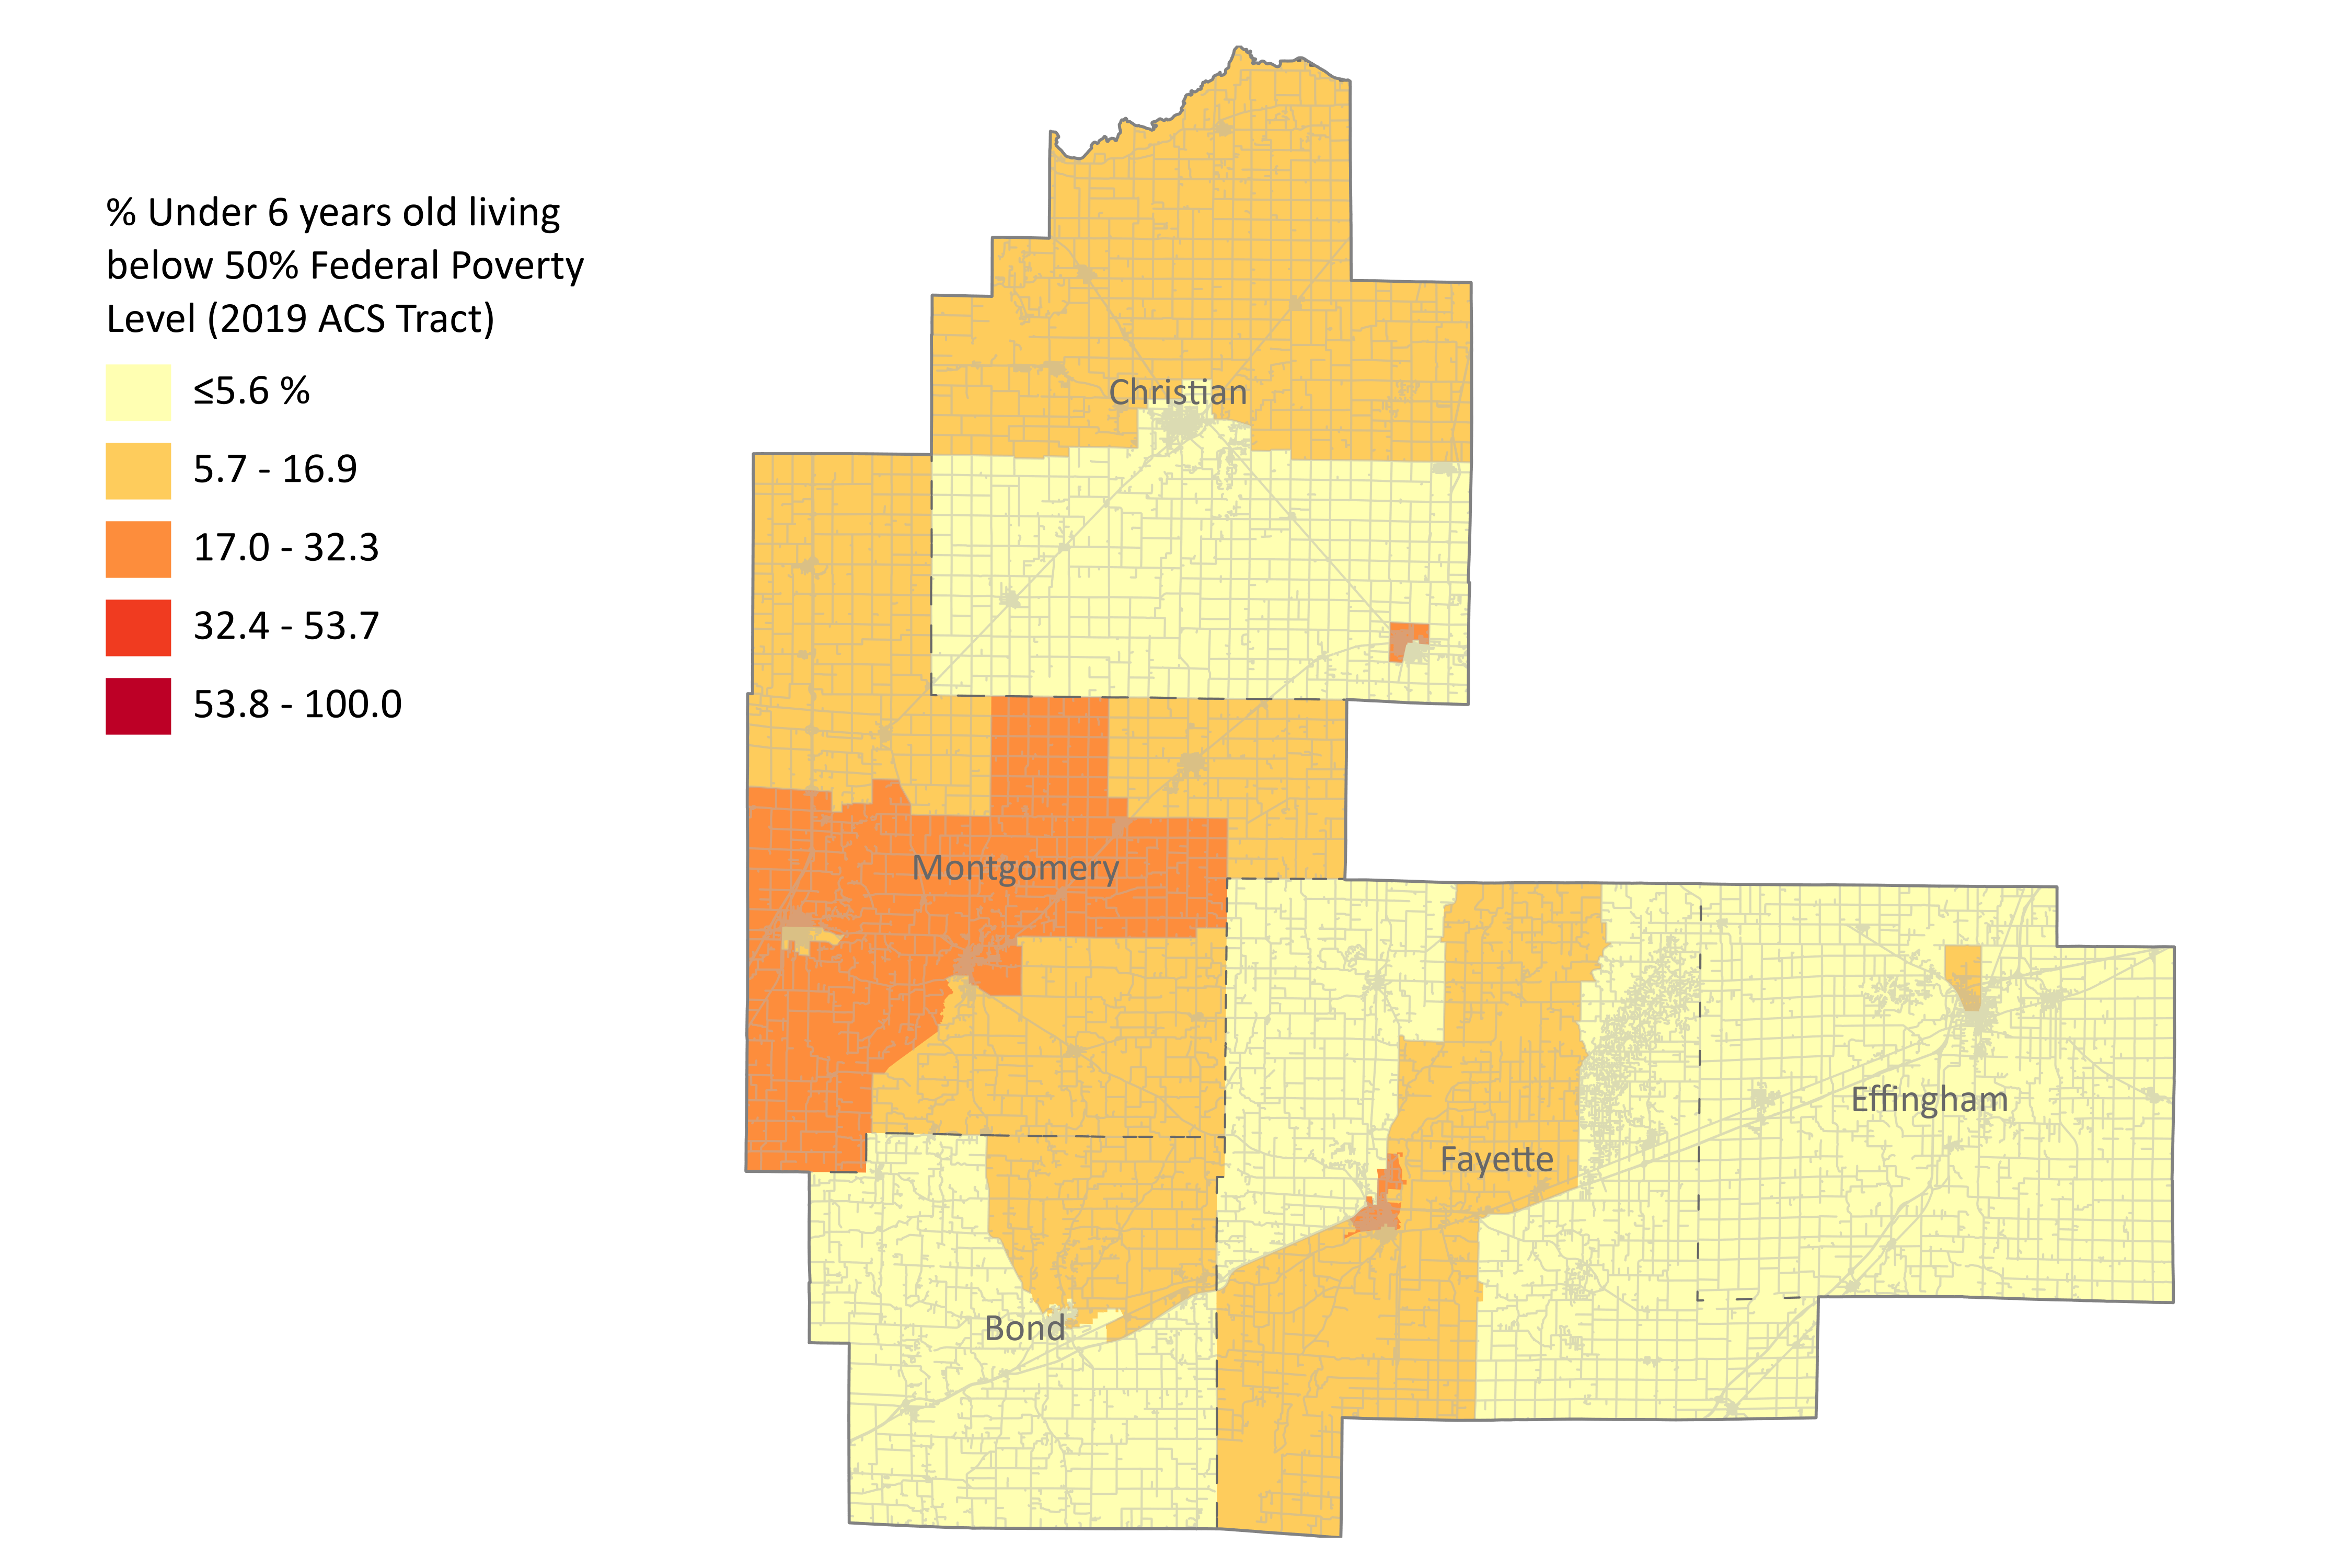 % Under 6 years old living
below 50% Federal Poverty
Level (2019 ACS Tract)
≤5.6 %
5.7 - 16.9
17.0 - 32.3
32.4 - 53.7
53.8 - 100.0
Christian
Montgomery
Effingham
Fayette
Bond